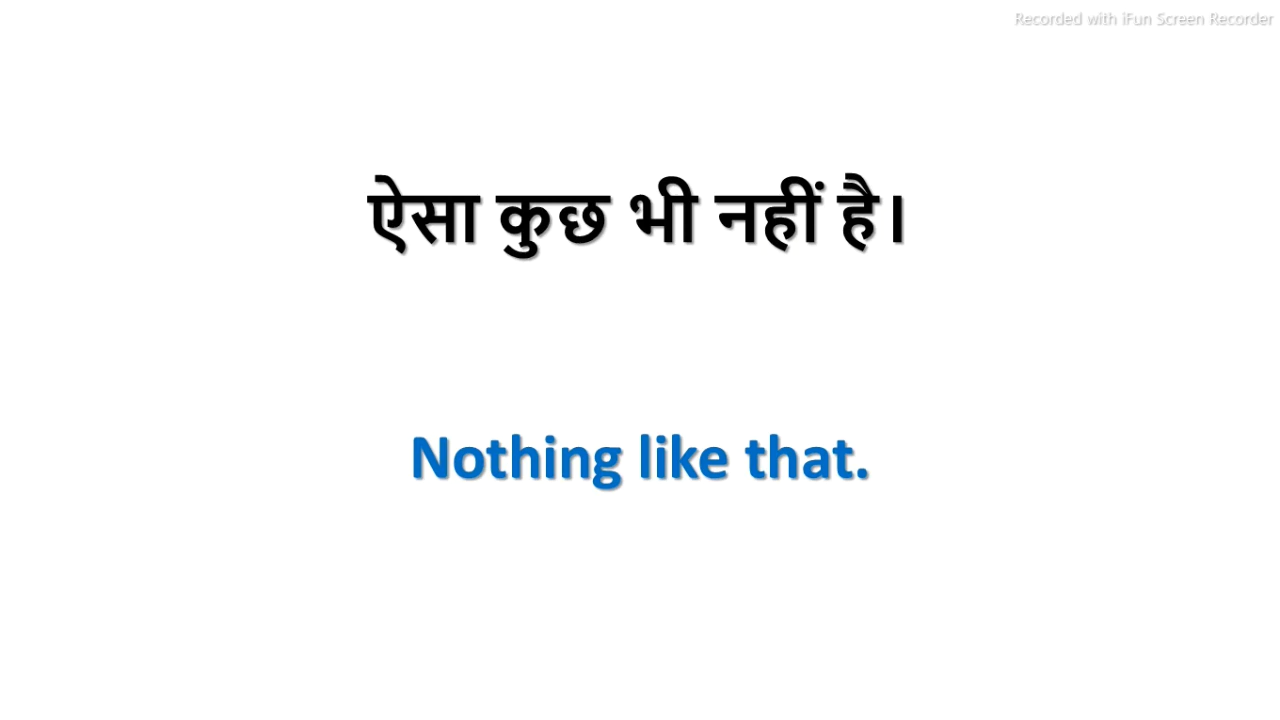 Recorded with iFun Screen Recorder
ऐसा कुछ भी नहीं है।
Nothing like that.